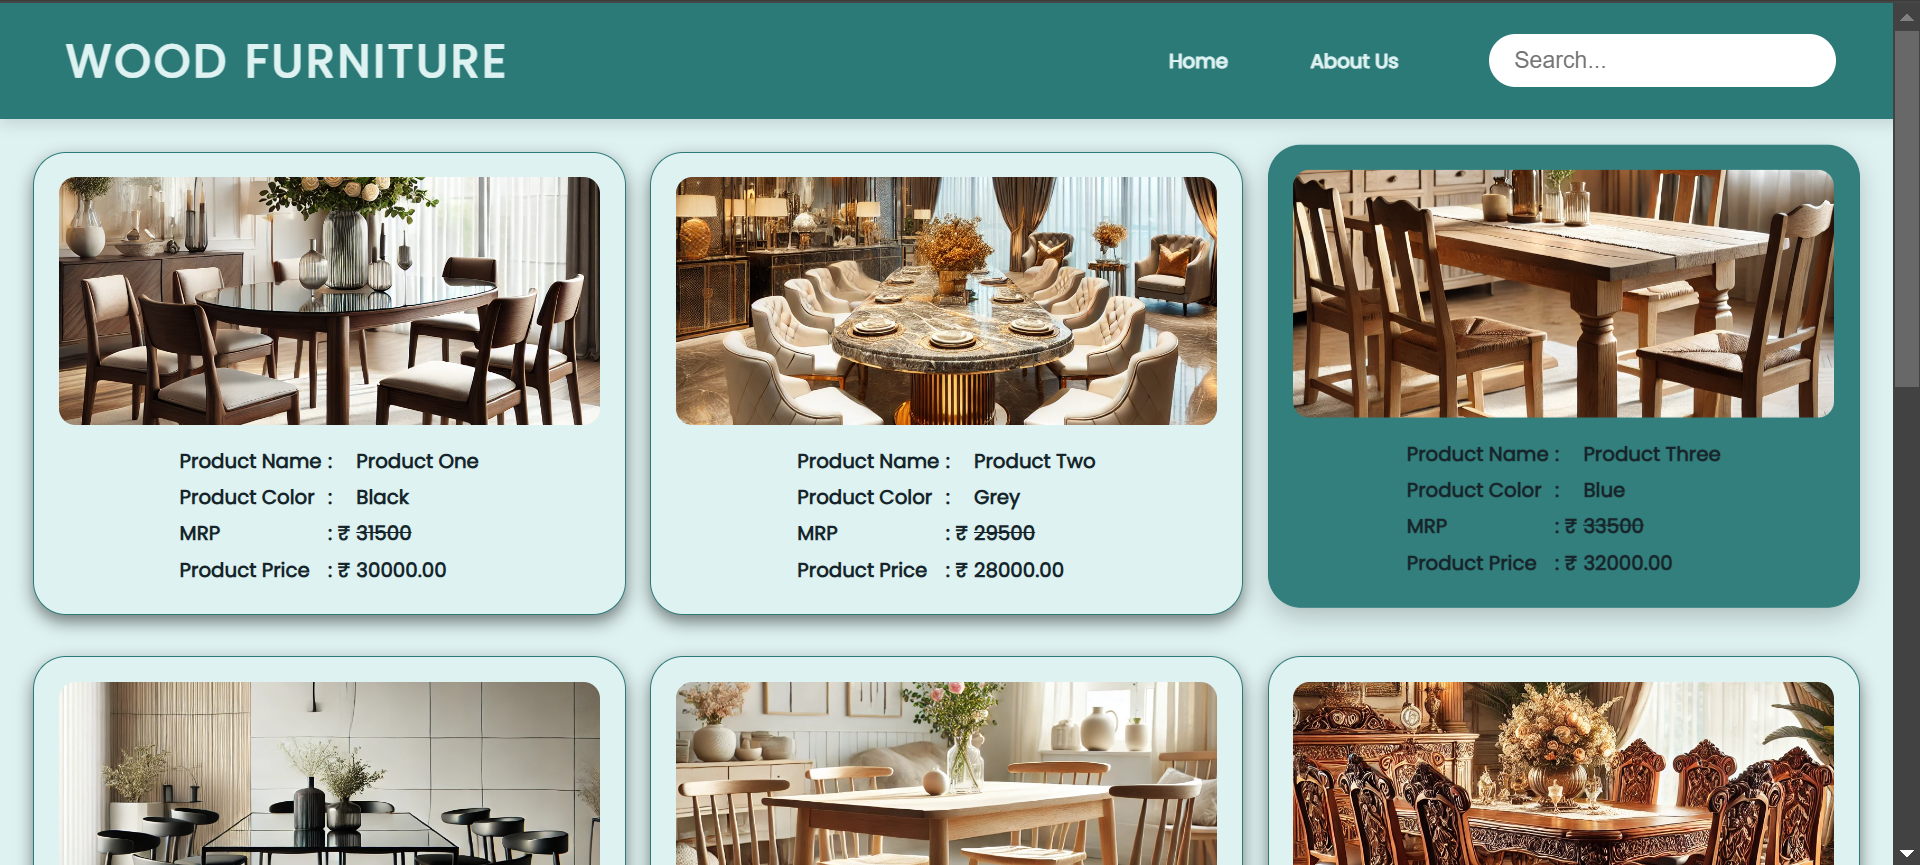 WOOD FURNITURE
Home
About Us
Search...
Product Name : Product One
Product Color : Black
MRP : ₹ 31500
Product Price : ₹ 30000.00
Product Name : Product Two
Product Color : Grey
MRP : ₹ 29500
Product Price : ₹ 28000.00
Product Name : Product Three
Product Color : Blue
MRP : ₹ 33500
Product Price : ₹ 32000.00